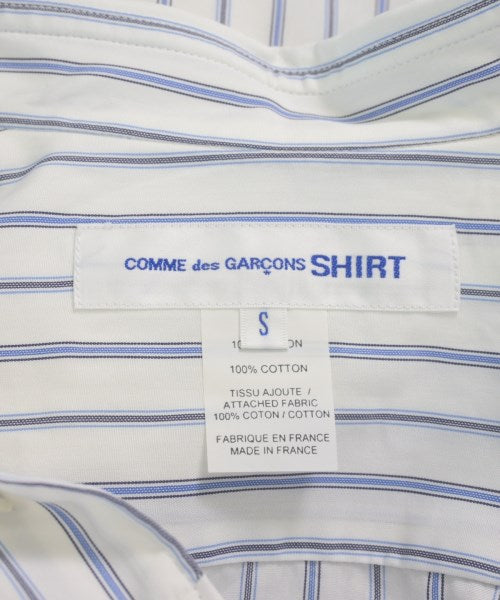 COMME des GARÇONS SHIRT
S
100% COTTON
TISSU AJOUTE /
ATTACHED FABRIC
100% COTON / COTTON
FABRIQUE EN FRANCE
MADE IN FRANCE